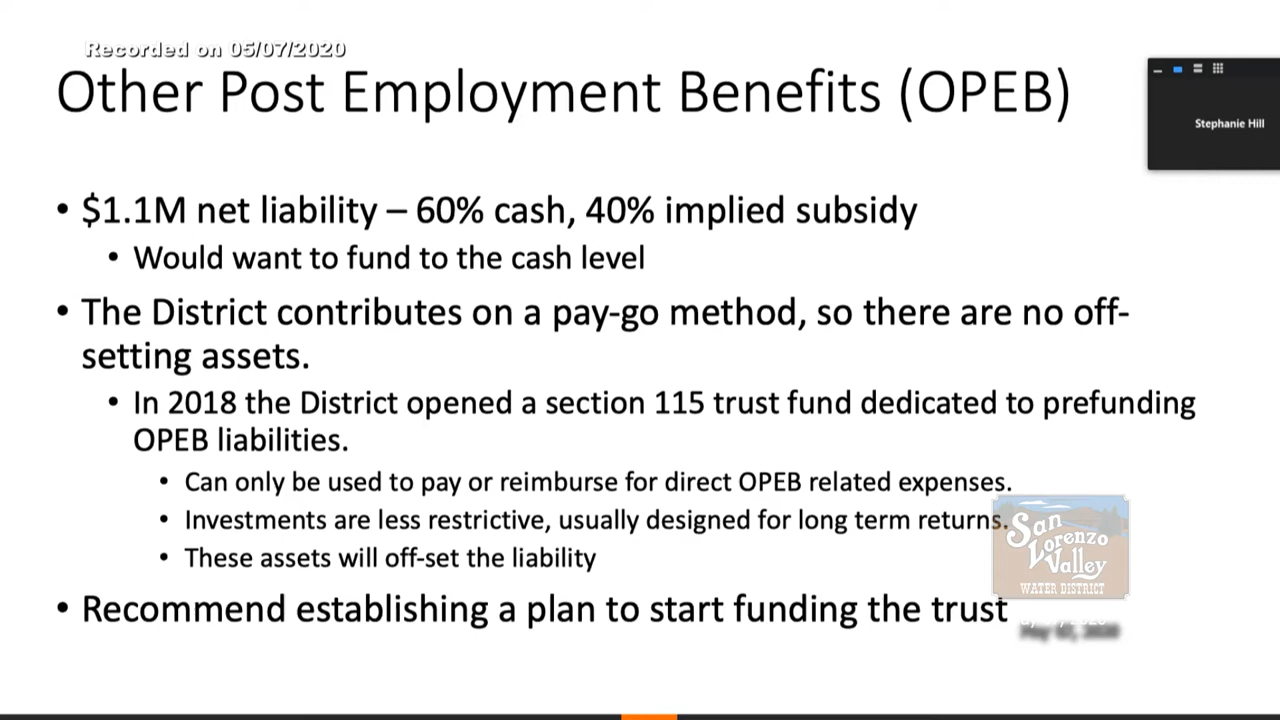 Recorded on 05/07/2020
Other Post Employment Benefits (OPEB)
Stephanie Hill
• $1.1M net liability – 60% cash, 40% implied subsidy
• Would want to fund to the cash level
• The District contributes on a pay-go method, so there are no off-
setting assets.
• In 2018 the District opened a section 115 trust fund dedicated to prefunding
OPEB liabilities.
• Can only be used to pay or reimburse for direct OPEB related expenses.
• Investments are less restrictive, usually designed for long term returns.
• These assets will off-set the liability
San
Lorenzo
Valley
WATER DISTRICT
• Recommend establishing a plan to start funding the trust